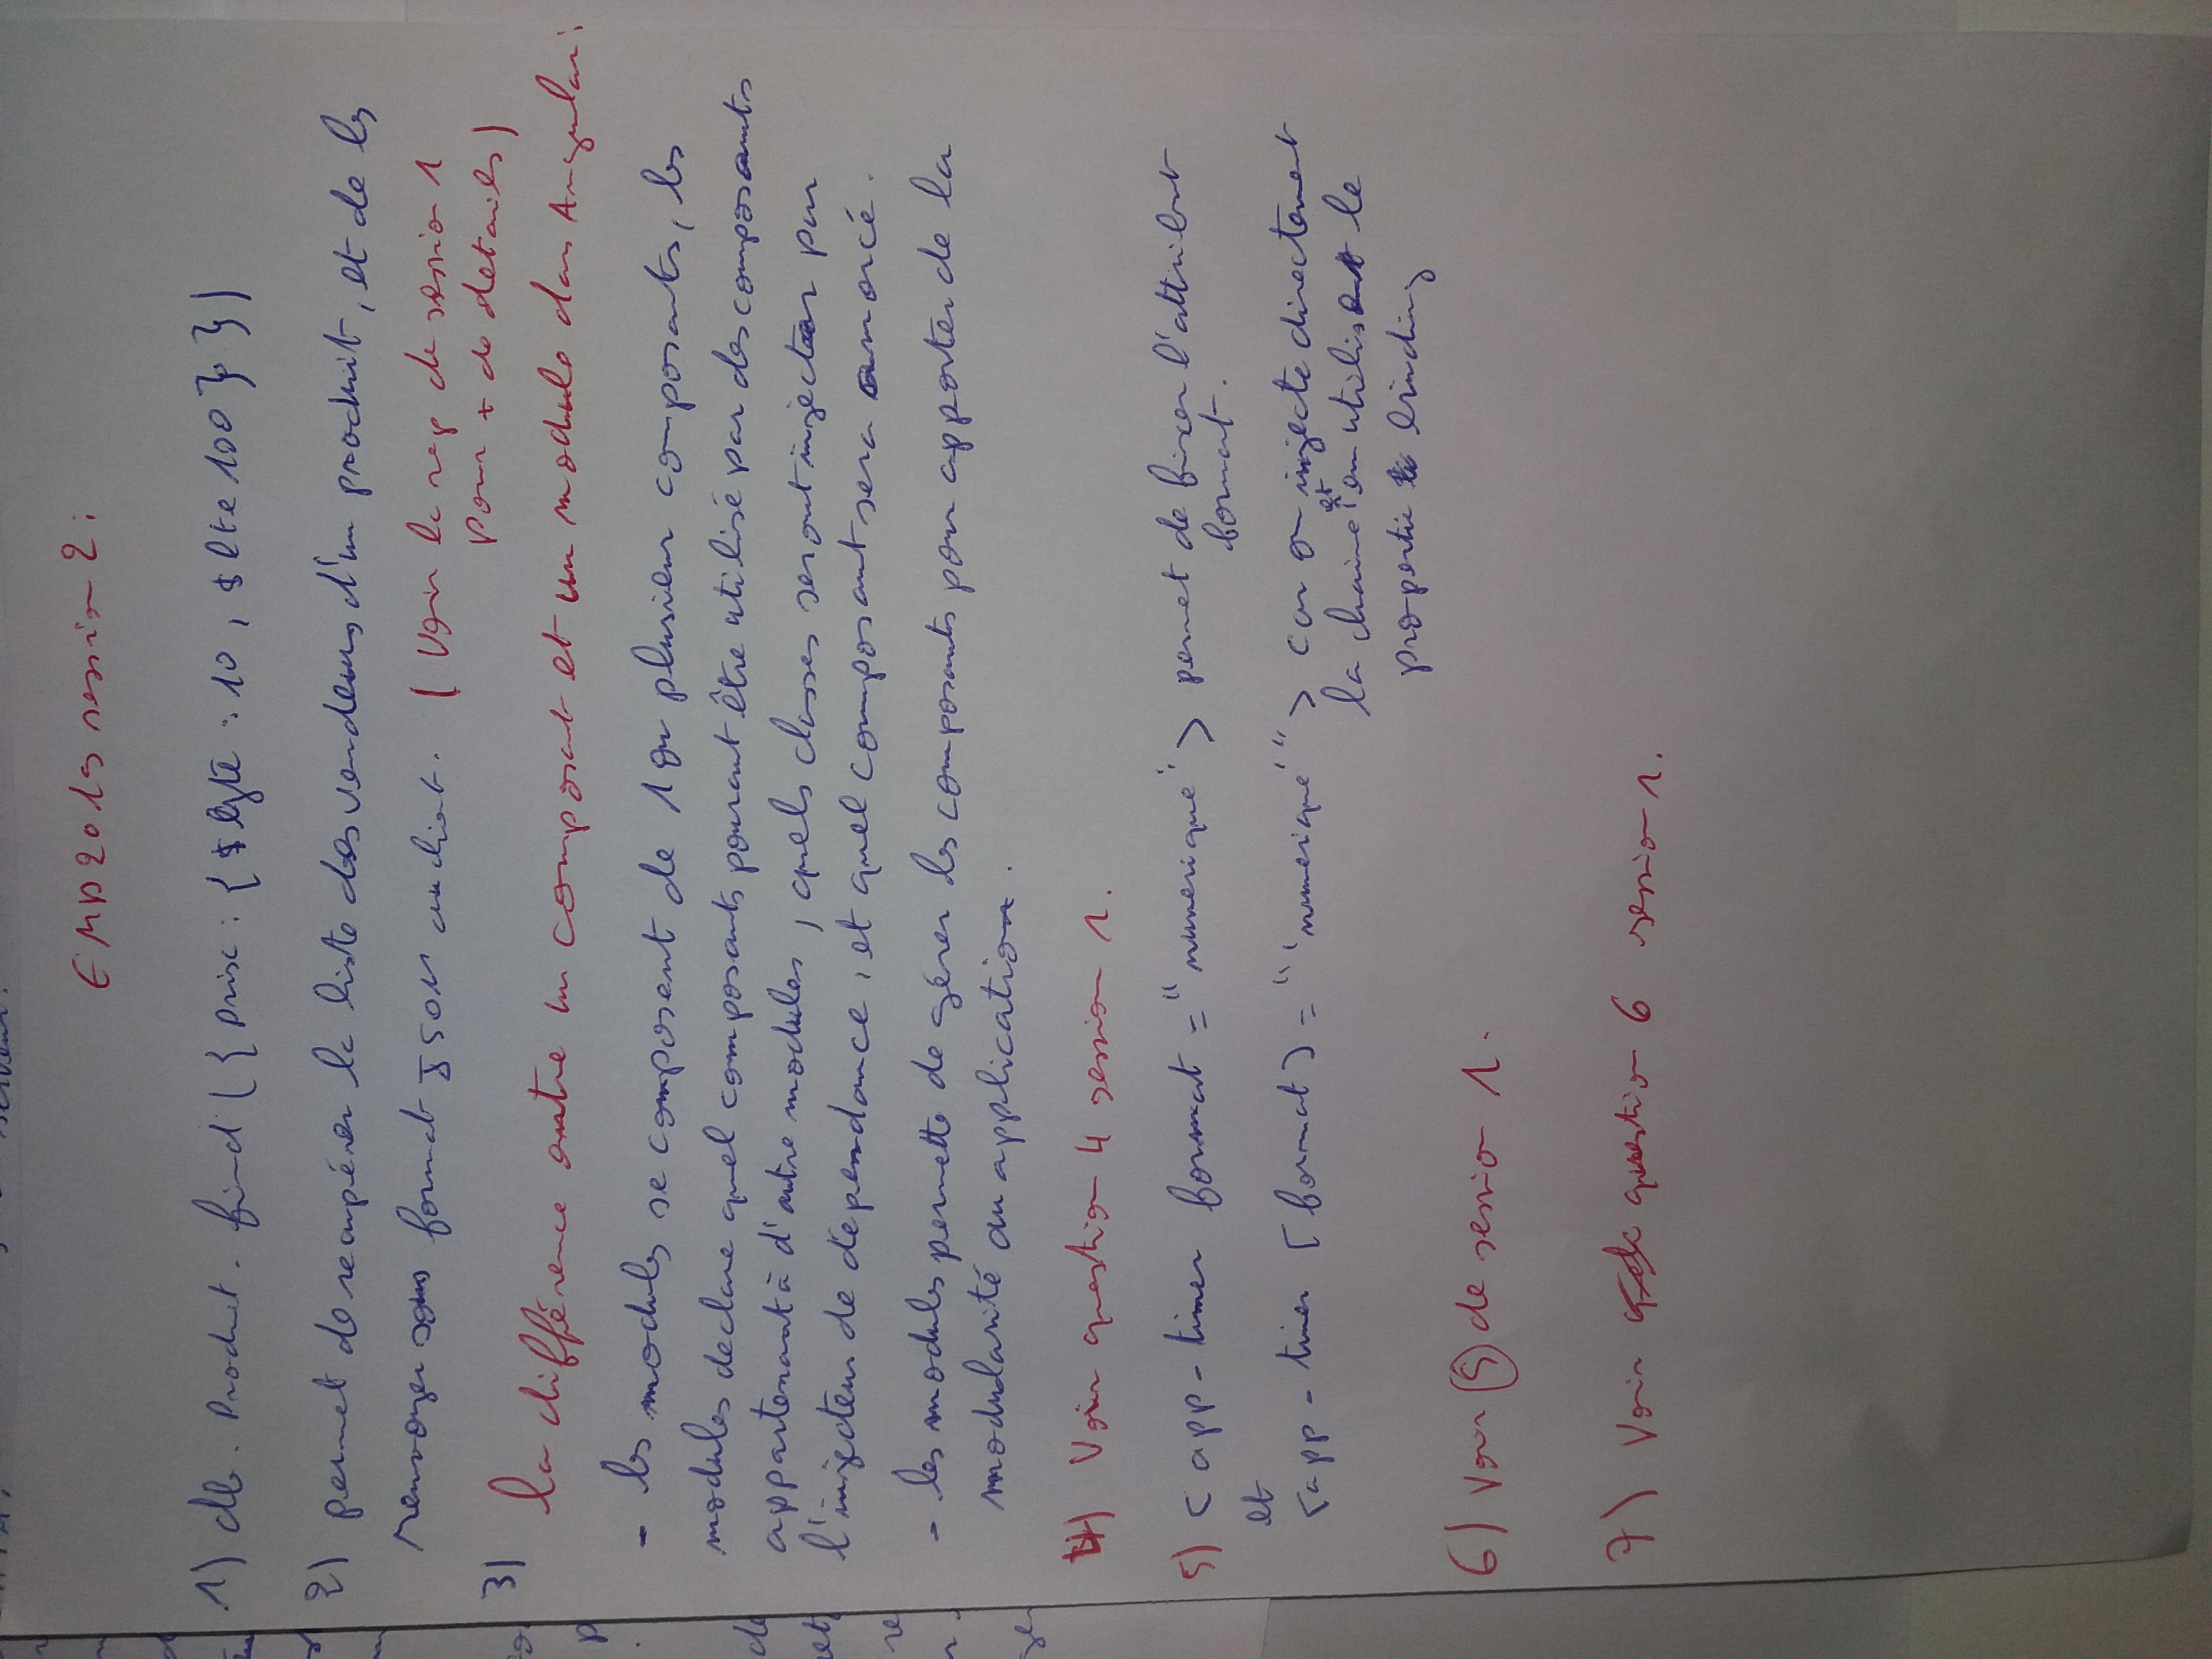 serveur.
EMD 2019 session 2 :
1) db. Produit. find ( { prix : { $ gte : 10 , $ lte 100 } } )
2) permet de recupérer la liste des vendeurs d'un produit, et de les
renvoyer sous format JSON au client. ( Voir la rep de session 1
pour + de details )
3)
la différence entre un composant et un module dans Angular :
- les modules se composent de 1 ou plusieur composants, les
modules declare quel composants pouront être utilisé par des composants
appartenant à d'autre modules , quels classes seront injecter par
l'injecteur de dépendance, et quel composant sera amorcé.
- les modules permette de gérer les composants pour apporter de la
modularité au application.
4) Voir question 4 session 1.
5) < app - timer format = "numerique" > permet de fixer l'attribut
format.
et
< app - timer [ format ] = " 'numerique' " > car on injecte directement
la chaine et en utilisant le
propertie binding
6) Voir 5 de session 1.
7) Voir question 6 session 1.